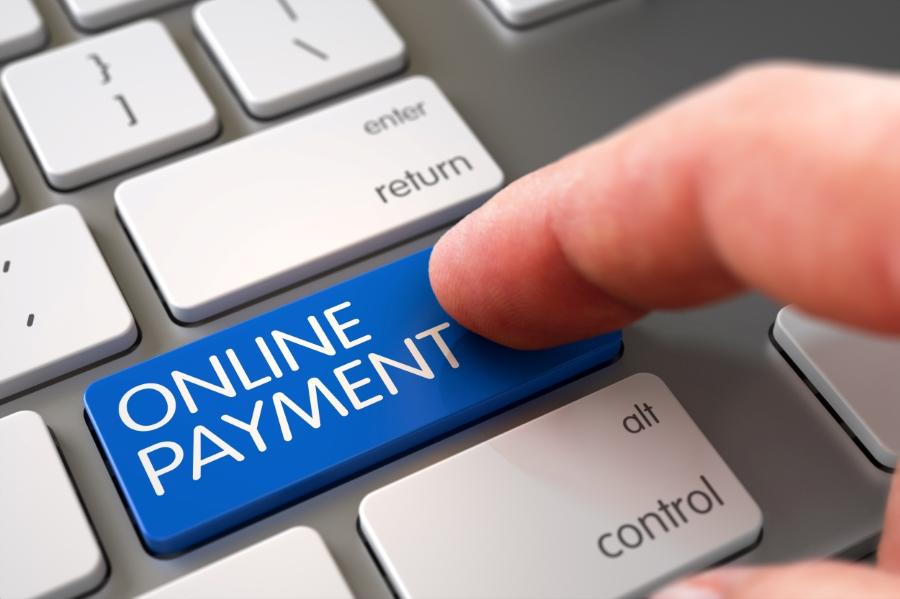 }
]
|
\
enter
return
"
'
ONLINE
PAYMENT
alt
control